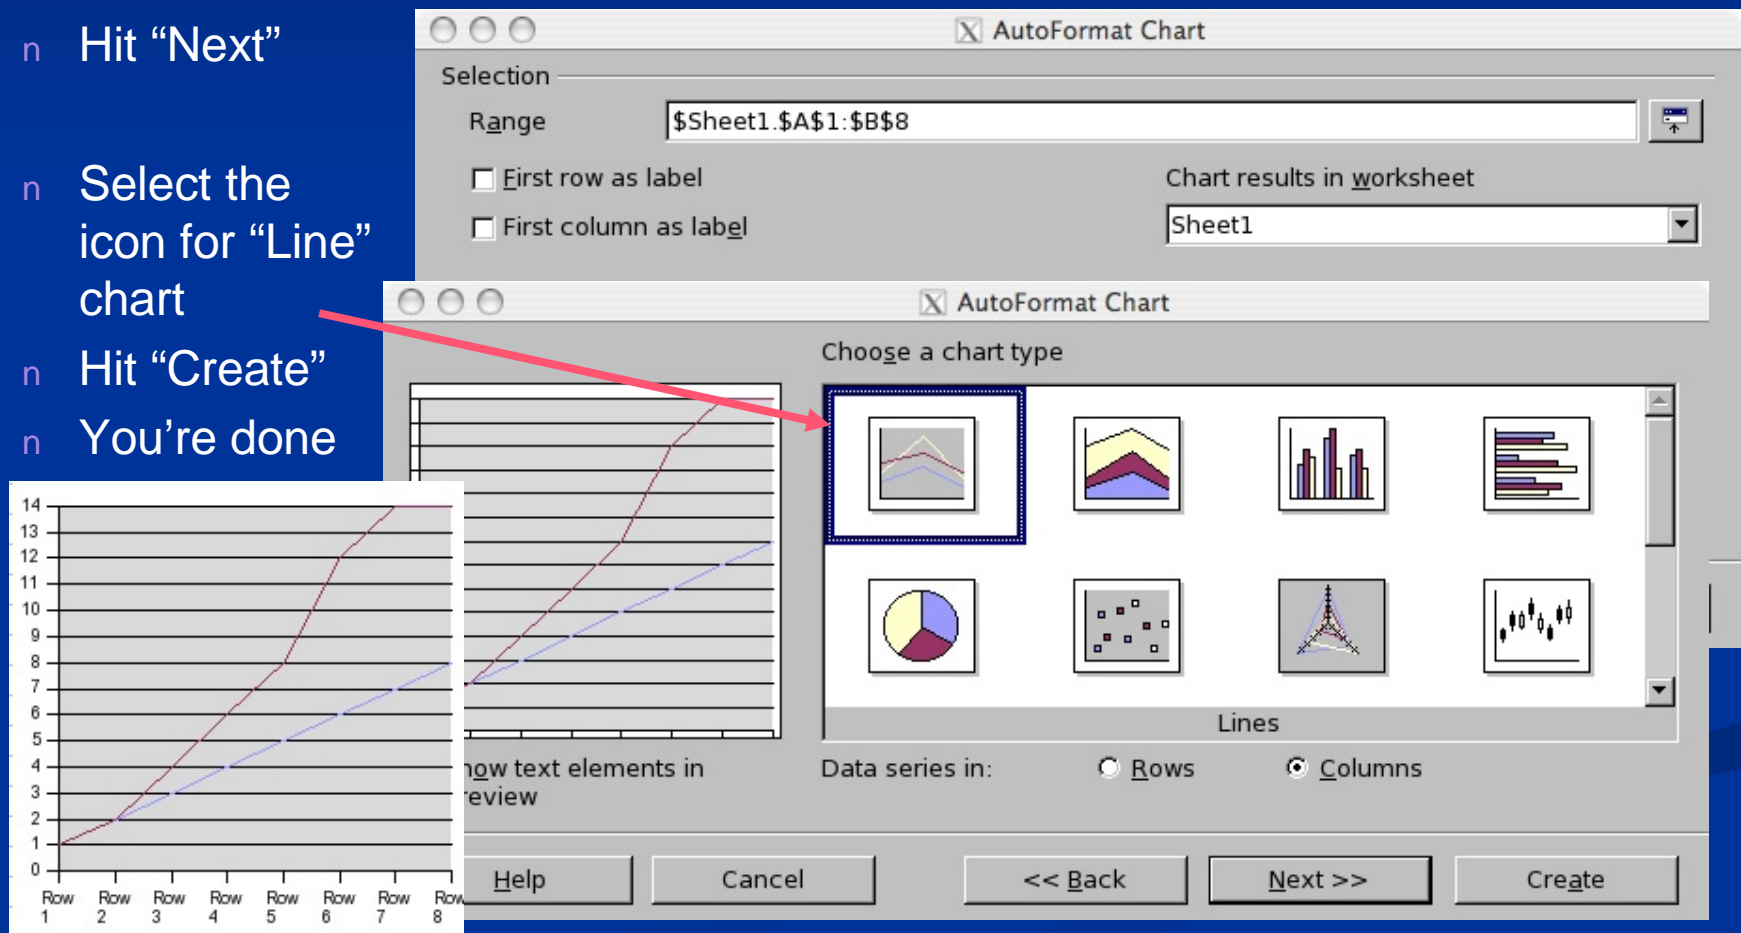 n Hit “Next”
n Select the
icon for “Line”
chart
n Hit “Create”
n You’re done
X AutoFormat Chart
Selection
Range $Sheet1.$A$1:$B$8
First row as label
Chart results in worksheet
First column as label
Sheet1
X AutoFormat Chart
Choose a chart type
Lines
Data series in: Rows Columns
ow text elements in
review
Help Cancel << Back Next >> Create
14
13
12
11
10
9
8
7
6
5
4
3
2
1
0
Row Row Row Row Row Row Row Row
1 2 3 4 5 6 7 8